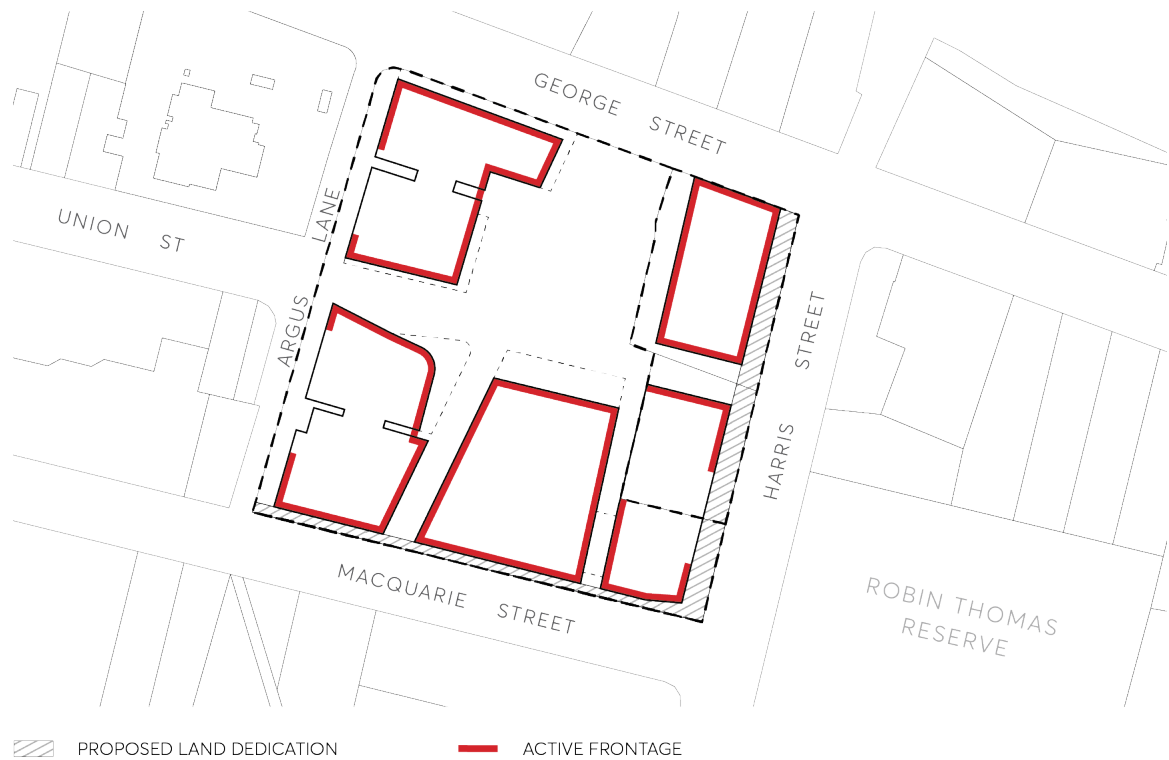 GEORGE STREET
UNION ST
ARGUS LANE
HARRIS STREET
MACQUARIE STREET
ROBIN THOMAS
RESERVE
PROPOSED LAND DEDICATION
ACTIVE FRONTAGE